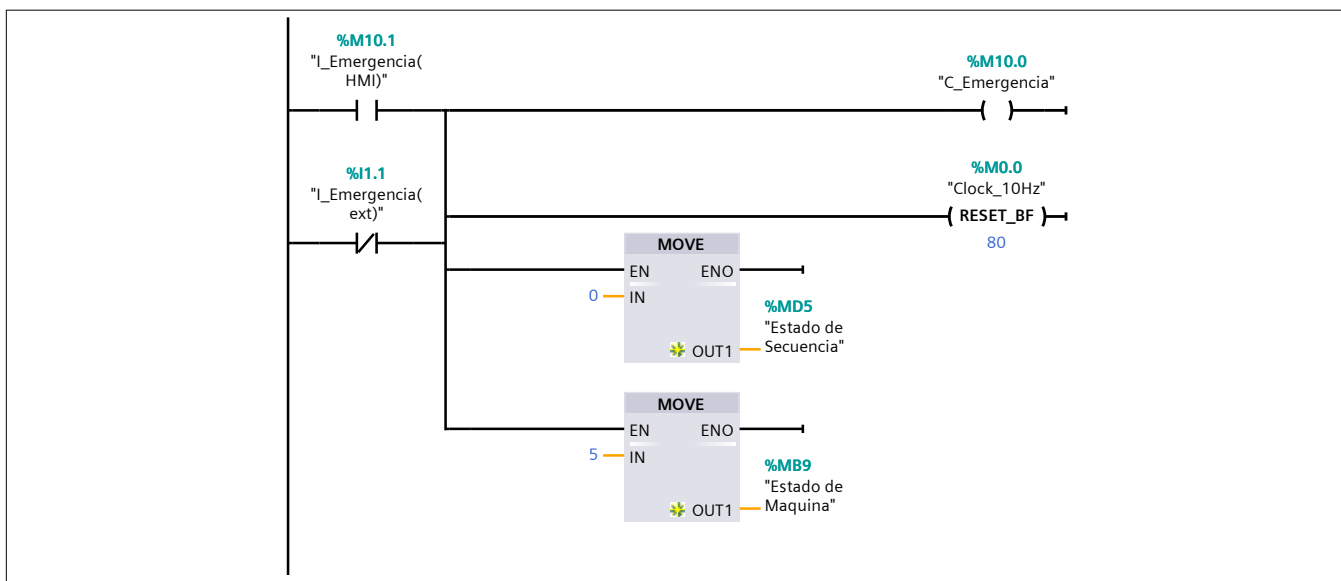 %M10.1
"I_Emergencia(
HMI)"
%M10.0
"C_Emergencia"
%I1.1
"I_Emergencia(
ext)"
%M0.0
"Clock_10Hz"
RESET_BF
80
MOVE
EN ENO
0 IN
%MD5
"Estado de
Secuencia"
OUT1
MOVE
EN ENO
5 IN
%MB9
"Estado de
Maquina"
OUT1